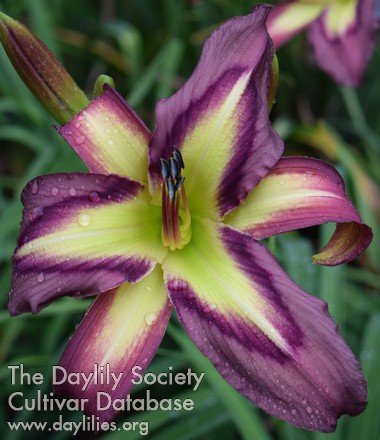 The Daylily Society
Cultivar Database
www.daylilies.org